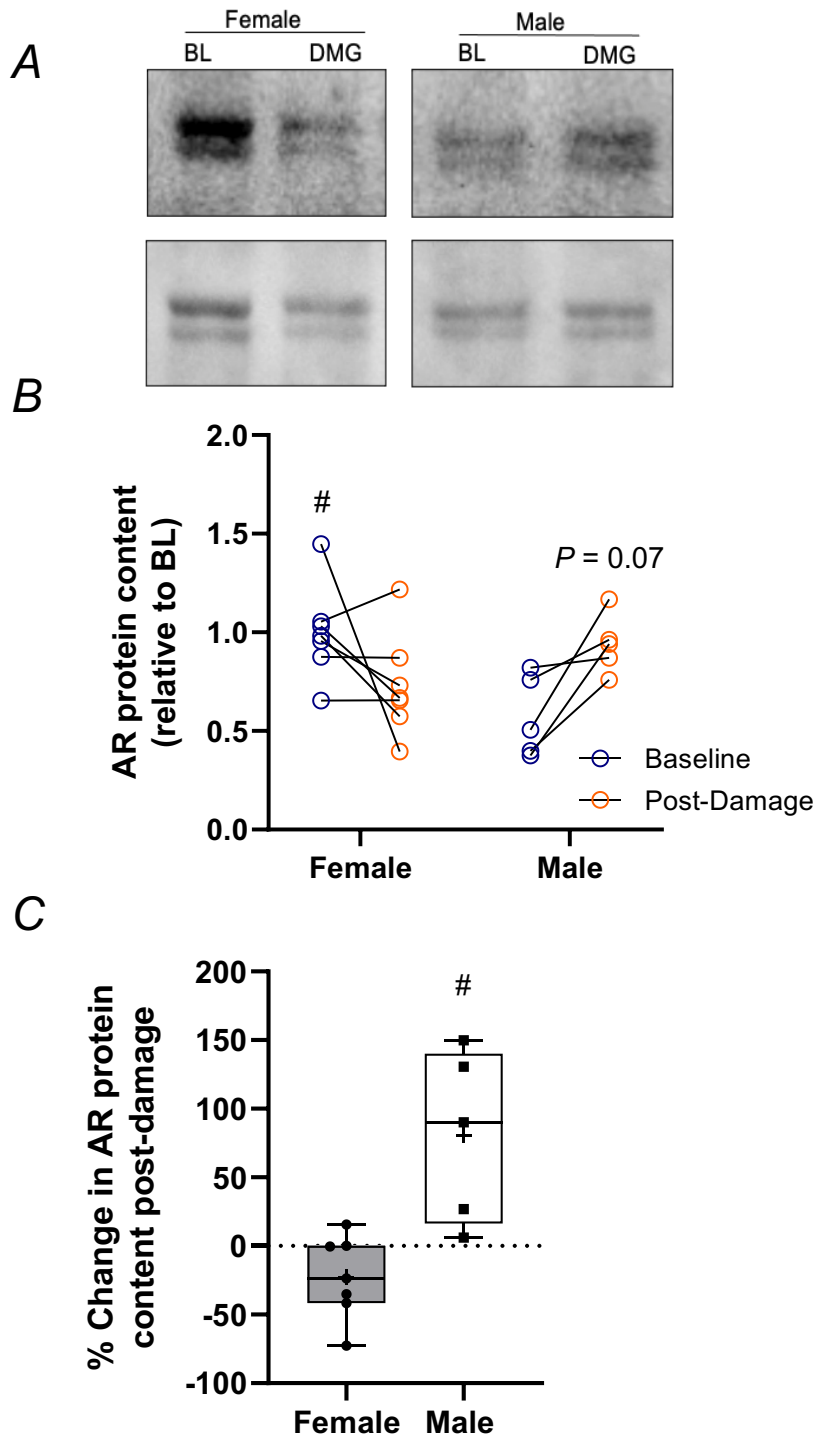 A
Female
Male
BL DMG
BL DMG
B
AR protein content
(relative to BL)
2.0
1.5
1.0
0.5
0.0
#
P = 0.07
Baseline
Post-Damage
Female Male
C
% Change in AR protein
content post-damage
200
150
100
50
0
-50
-100
#
Female Male